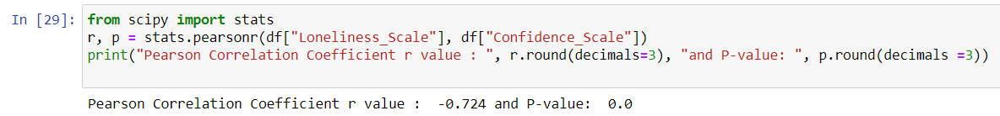 In [29]: from scipy import stats
r, p = stats.pearsonr(df["Loneliness_Scale"], df["Confidence_Scale"])
print("Pearson Correlation Coefficient r value : ", r.round(decimals=3), "and P-value: ", p.round(decimals =3))
Pearson Correlation Coefficient r value :  -0.724 and P-value:  0.0